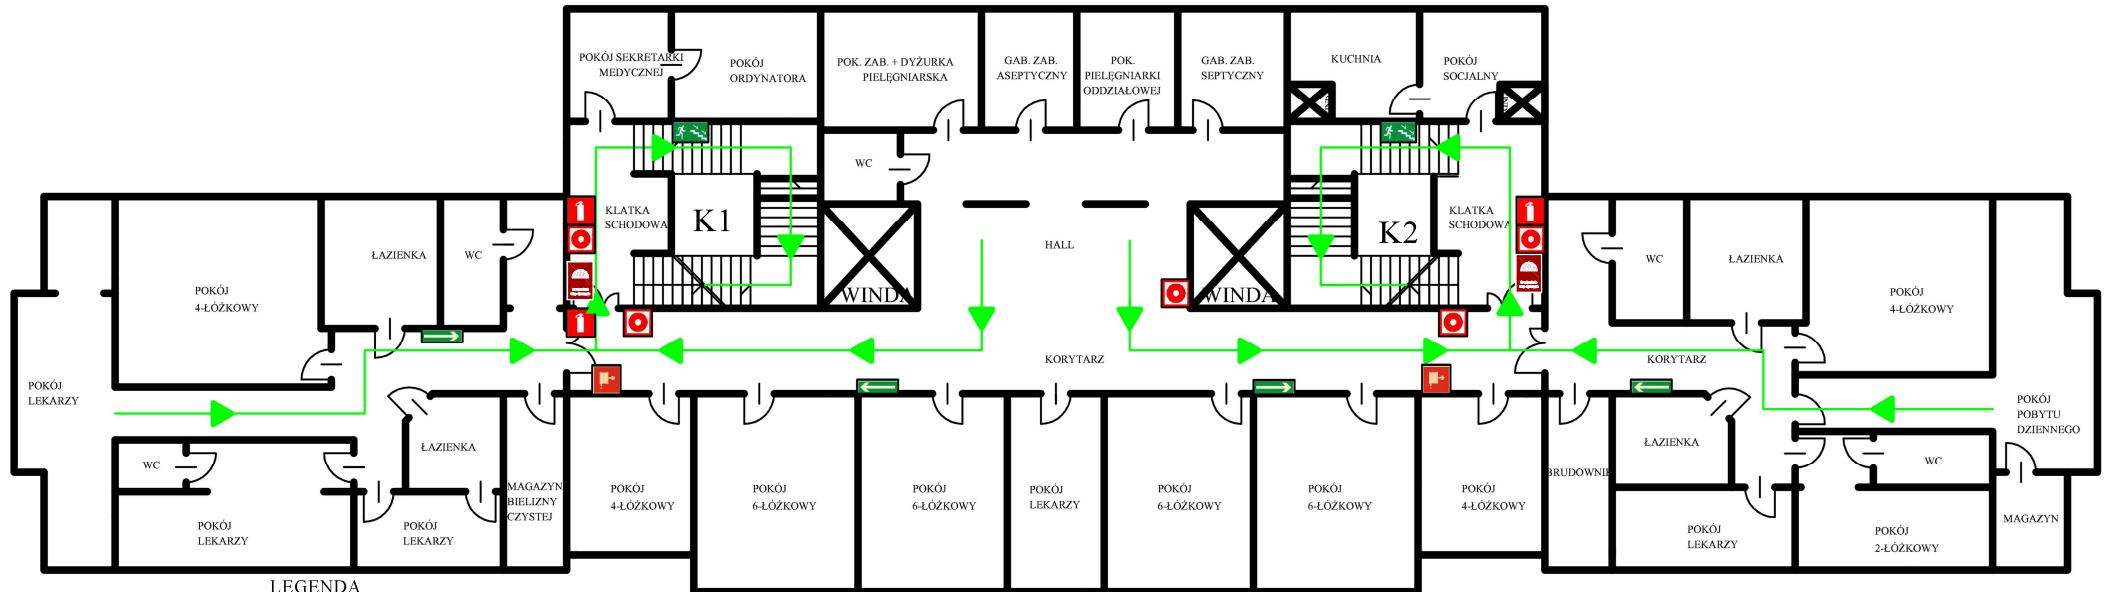 POKÓJ SEKRETARKI
MEDYCZNEJ
POKÓJ
ORDYNATORA
POK. ZAB. + DYŻURKA
PIELĘGNIARSKA
GAB. ZAB.
ASEPTYCZNY
POK.
PIELĘGNIARKI
ODDZIAŁOWEJ
GAB. ZAB.
SEPTYCZNY
KUCHNIA
POKÓJ
SOCJALNY
WC
KLATKA
SCHODOWA
K1
WINDA
HALL
WINDA
K2
KLATKA
SCHODOWA
POKÓJ
4-ŁÓŻKOWY
ŁAZIENKA
WC
WC
ŁAZIENKA
POKÓJ
4-ŁÓŻKOWY
KORYTARZ
KORYTARZ
POKÓJ
LEKARZY
POKÓJ
POBYTU
DZIENNEGO
WC
ŁAZIENKA
POKÓJ
LEKARZY
POKÓJ
LEKARZY
MAGAZYN
BIELIZNY
CZYSTEJ
POKÓJ
4-ŁÓŻKOWY
POKÓJ
6-ŁÓŻKOWY
POKÓJ
6-ŁÓŻKOWY
POKÓJ
LEKARZY
POKÓJ
6-ŁÓŻKOWY
POKÓJ
6-ŁÓŻKOWY
POKÓJ
4-ŁÓŻKOWY
BRUDOWNIK
ŁAZIENKA
WC
POKÓJ
LEKARZY
POKÓJ
2-ŁÓŻKOWY
MAGAZYN
LEGENDA